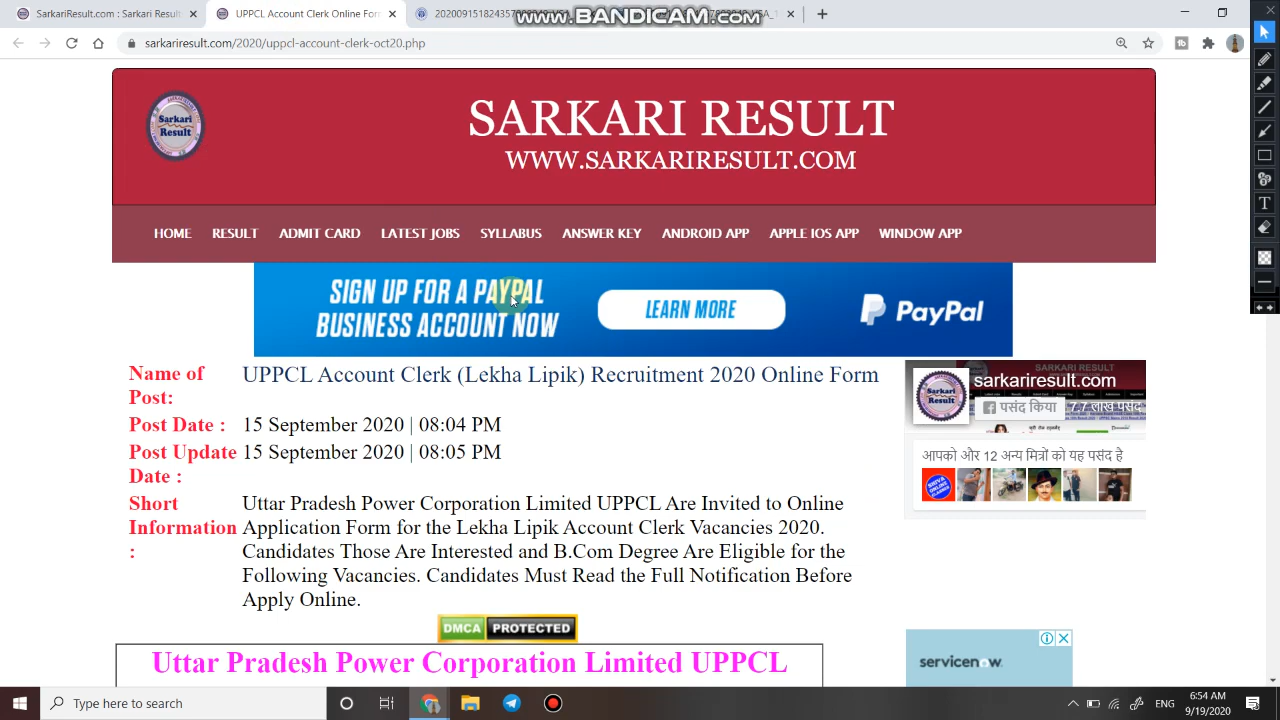 Sarkari Result : Sarkari Resu
UPPCL Account Clerk Online Form
WWW.BANDICAM.COM
sarkariresult.com/2020/uppcl-account-clerk-oct20.php
Sarkari
Result
SARKARI RESULT
WWW.SARKARIRESULT.COM
HOME RESULT ADMIT CARD LATEST JOBS SYLLABUS ANSWER KEY ANDROID APP APPLE IOS APP WINDOW APP
SIGN UP FOR A PAYPAL
BUSINESS ACCOUNT NOW
LEARN MORE
PayPal
Name of Post: UPPCL Account Clerk (Lekha Lipik) Recruitment 2020 Online Form
Post Date : 15 September 2020 | 08:04 PM
Post Update Date : 15 September 2020 | 08:05 PM
Short Information : Uttar Pradesh Power Corporation Limited UPPCL Are Invited to Online
Application Form for the Lekha Lipik Account Clerk Vacancies 2020.
Candidates Those Are Interested and B.Com Degree Are Eligible for the
Following Vacancies. Candidates Must Read the Full Notification Before
Apply Online.
sarkariresult.com
पसंद किया 7.7 लाख पसंद
आपको और 12 अन्य मित्रों को यह पसंद है
DMCA PROTECTED
Uttar Pradesh Power Corporation Limited UPPCL
servicenow
Type here to search
ENG
6:54 AM
9/19/2020